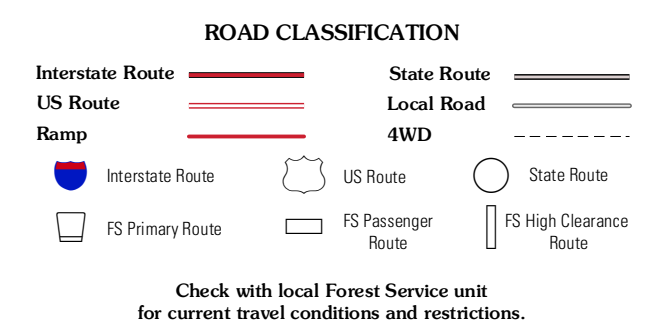 ROAD CLASSIFICATION
Interstate Route
State Route
US Route
Local Road
Ramp
4WD
Interstate Route
US Route
State Route
FS Primary Route
FS Passenger
Route
FS High Clearance
Route
Check with local Forest Service unit
for current travel conditions and restrictions.